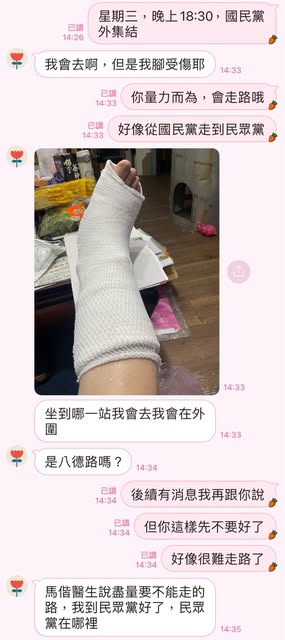 星期三，晚上18:30，國民黨
外集結
已讀
14:26
我會去啊，但是我腳受傷耶
14:33
你量力而為，會走路哦
已讀
14:33
好像從國民黨走到民眾黨
已讀
14:33
14:33
坐到哪一站我會去我會在外
圍
14:33
是八德路嗎？
14:34
後續有消息我再跟你說
已讀
14:34
但你這樣先不要好了
已讀
14:34
好像很難走路了
已讀
14:34
馬偕醫生說盡量要不能走的
路，我到民眾黨好了，民眾
黨在哪裡
14:35